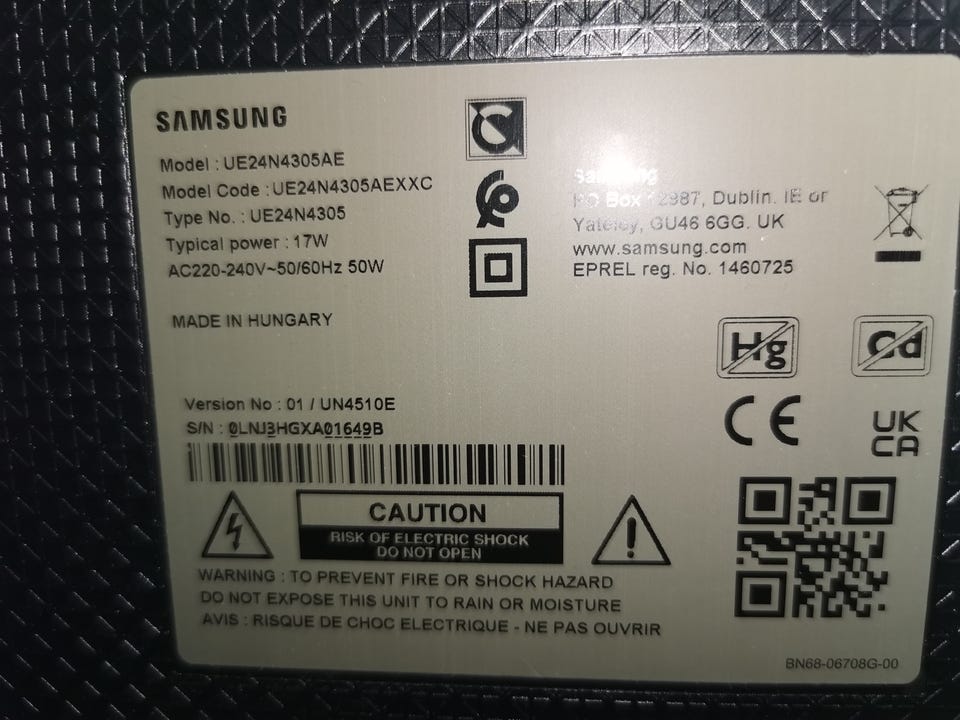 SAMSUNG
Model : UE24N4305AE
Model Code : UE24N4305AEXXC
Type No. : UE24N4305
Typical power : 17W
AC220-240V~50/60Hz 50W
MADE IN HUNGARY
Samsung
PO Box 12987, Dublin. IE or
Yateley, GU46 6GG. UK
www.samsung.com
EPREL reg. No. 1460725
Hg
Cd
CE
UK
CA
Version No : 01 / UN4510E
S/N : 0LNJ3HGXA01649B
CAUTION
RISK OF ELECTRIC SHOCK
DO NOT OPEN
WARNING : TO PREVENT FIRE OR SHOCK HAZARD
DO NOT EXPOSE THIS UNIT TO RAIN OR MOISTURE
AVIS : RISQUE DE CHOC ELECTRIQUE - NE PAS OUVRIR
BN68-06708G-00